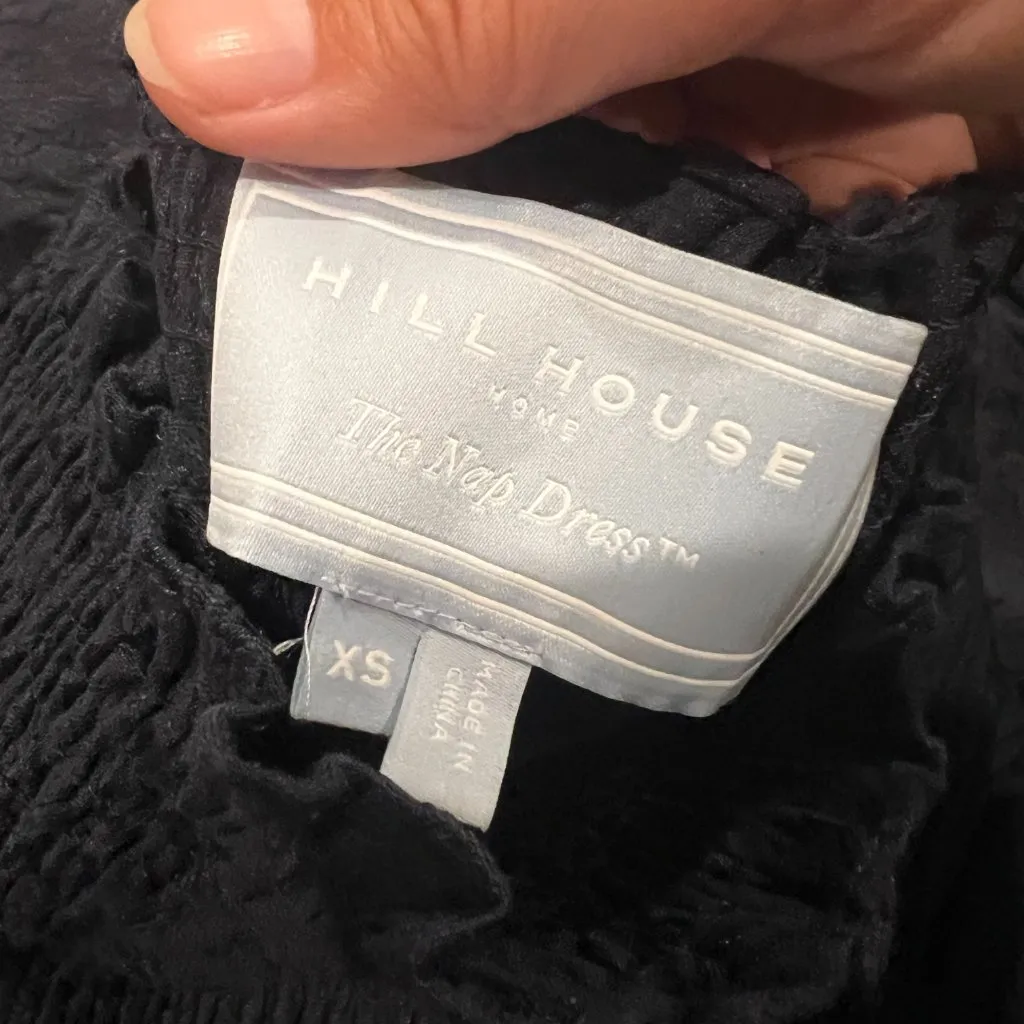 HILL HOUSE
HOME
The Nap Dress™
XS
MADE IN
CHINA